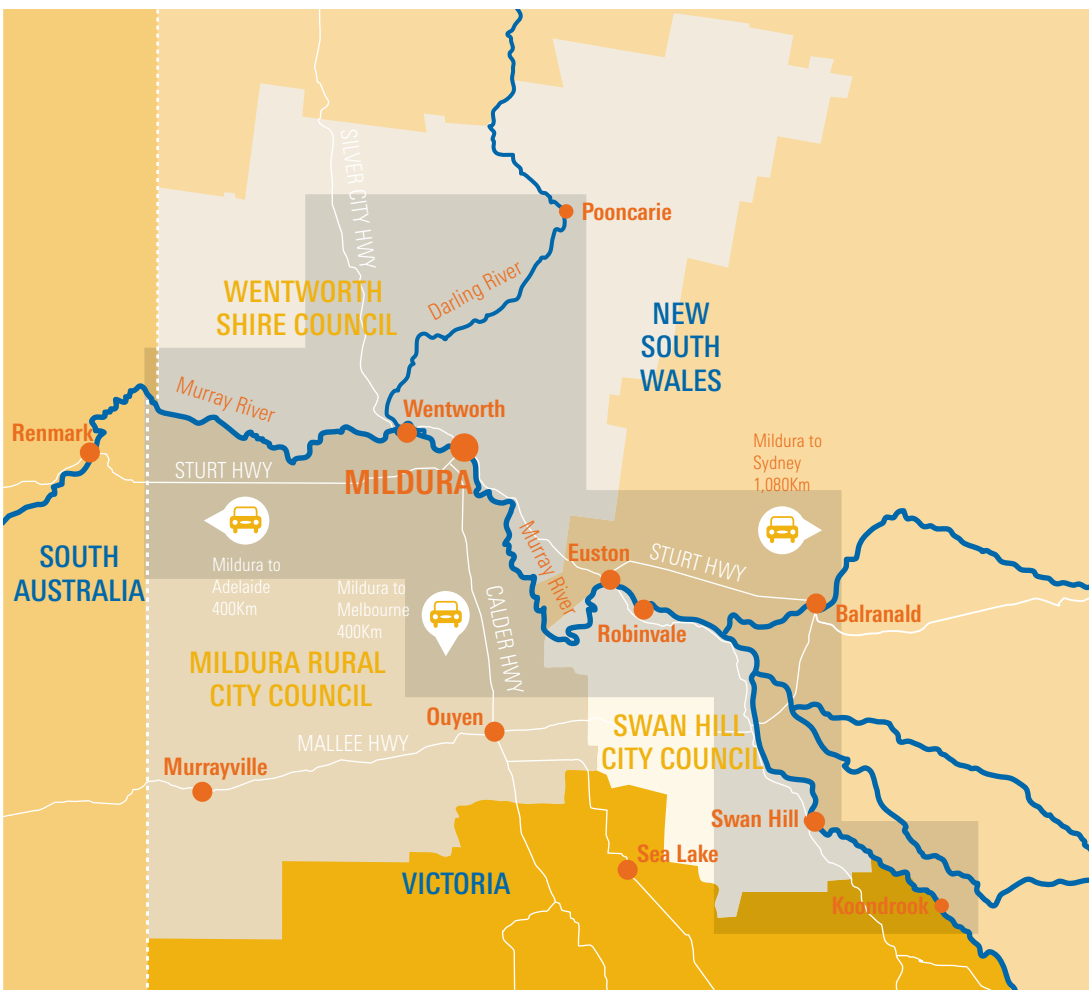 SILVER CITY HWY
Pooncarie
WENTWORTH
SHIRE COUNCIL
Darling River
NEW
SOUTH
WALES
Murray River
Wentworth
Renmark
MILDURA
STURT HWY
Mildura to
Sydney
1,080Km
SOUTH
AUSTRALIA
Mildura to
Adelaide
400Km
Mildura to
Melbourne
400Km
Murray River
Euston
STURT HWY
CALDER HWY
Robinvale
Balranald
MILDURA RURAL
CITY COUNCIL
Ouyen
SWAN HILL
CITY COUNCIL
MALLEE HWY
Murrayville
Swan Hill
Sea Lake
VICTORIA
Koondrook